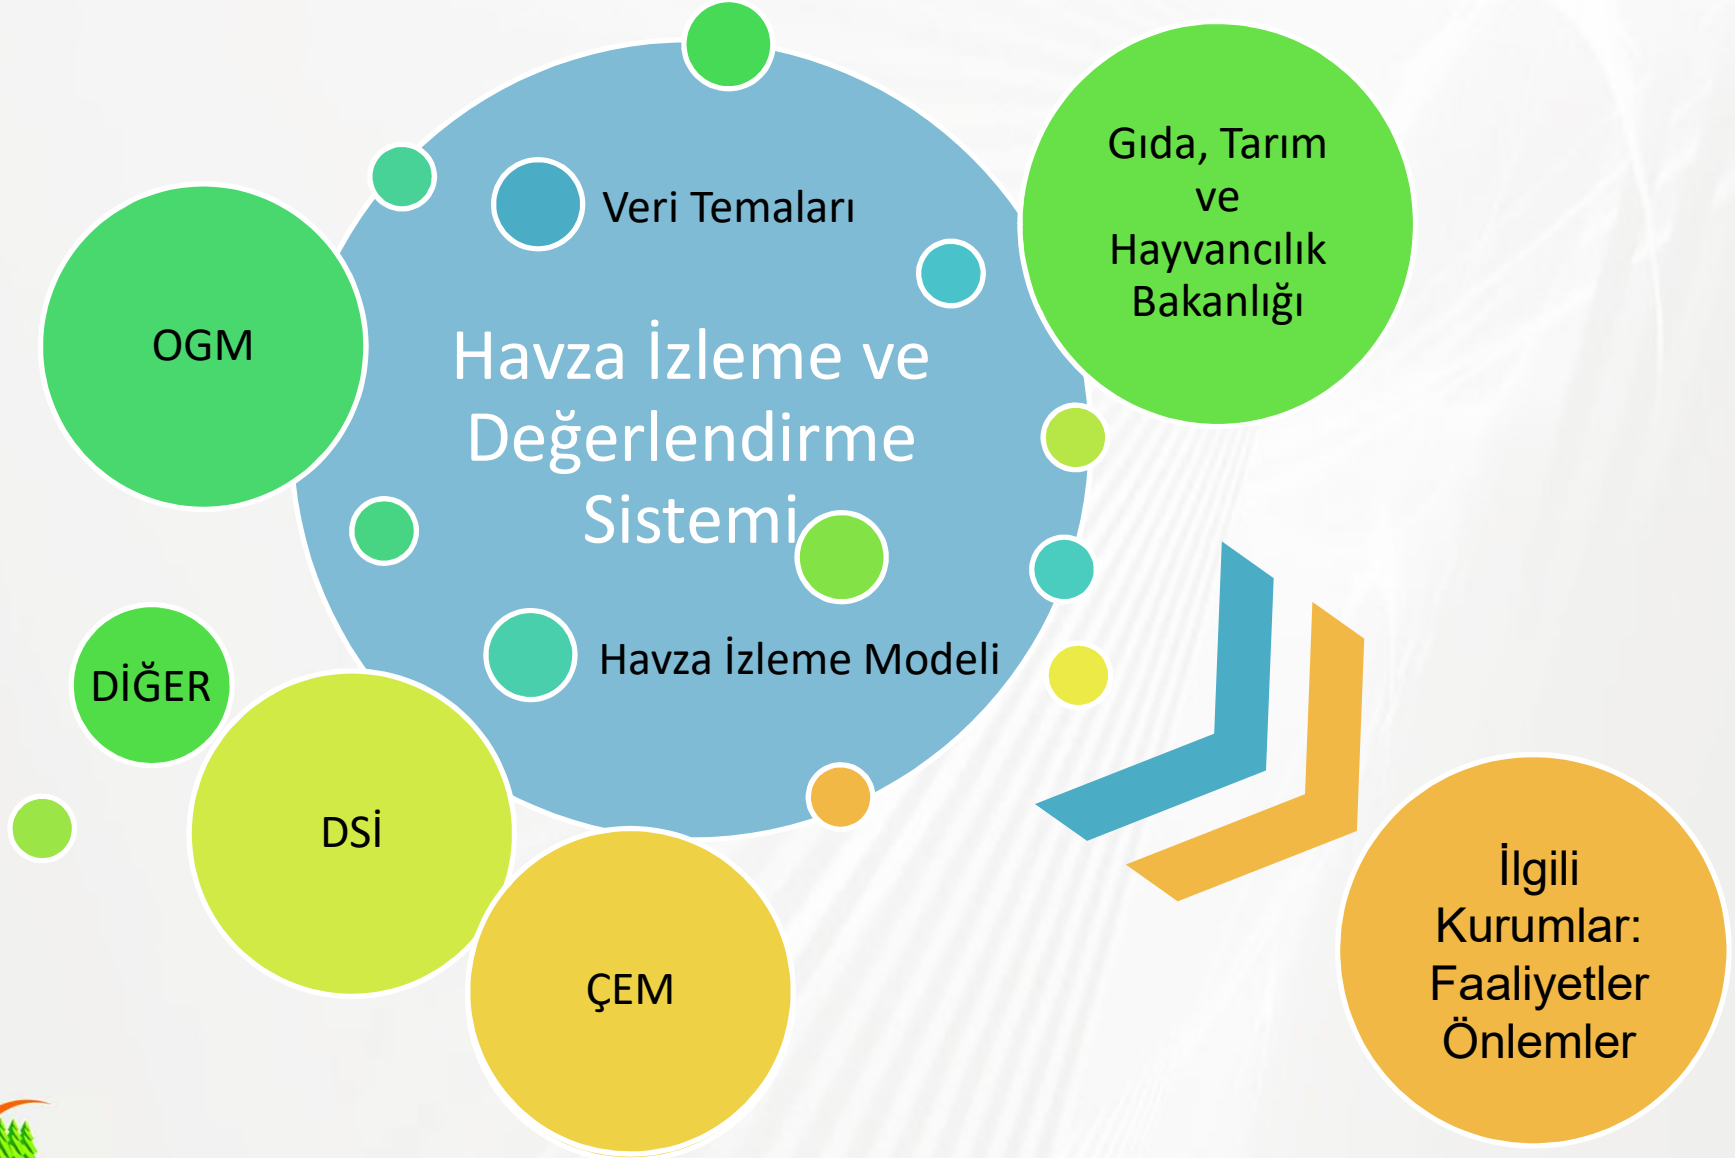 Gıda, Tarım
ve
Hayvancılık
Bakanlığı
Veri Temaları
OGM
Havza İzleme ve
Değerlendirme
Sistemi
Havza İzleme Modeli
DİĞER
DSİ
ÇEM
İlgili
Kurumlar:
Faaliyetler
Önlemler